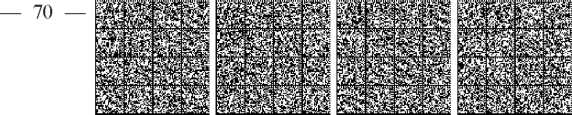 — 70 —